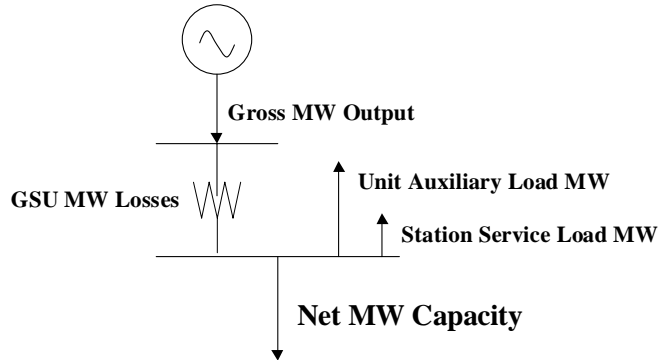 Gross MW Output
Unit Auxiliary Load MW
GSU MW Losses
Station Service Load MW
Net MW Capacity